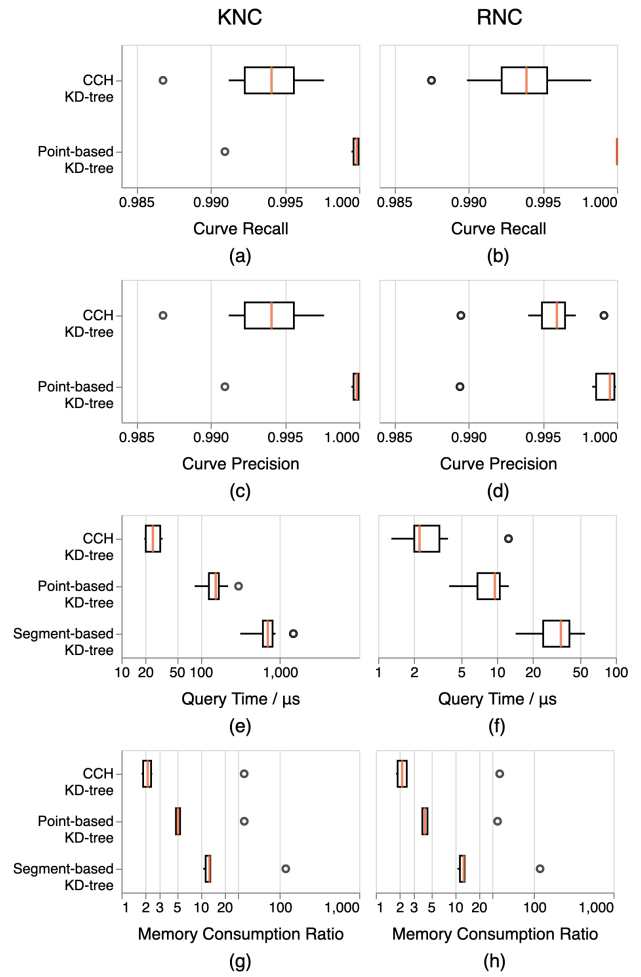 KNC
RNC
CCH
KD-tree
Point-based
KD-tree
0.985 0.990 0.995 1.000
Curve Recall
(a)
0.985 0.990 0.995 1.000
Curve Recall
(b)
CCH
KD-tree
Point-based
KD-tree
0.985 0.990 0.995 1.000
Curve Precision
(c)
0.985 0.990 0.995 1.000
Curve Precision
(d)
CCH
KD-tree
Point-based
KD-tree
Segment-based
KD-tree
10 20 50 100 1,000
Query Time / µs
(e)
1 2 5 10 20 50 100
Query Time / µs
(f)
CCH
KD-tree
Point-based
KD-tree
Segment-based
KD-tree
1 2 3 5 10 20 100 1,000
Memory Consumption Ratio
(g)
1 2 3 5 10 20 100 1,000
Memory Consumption Ratio
(h)